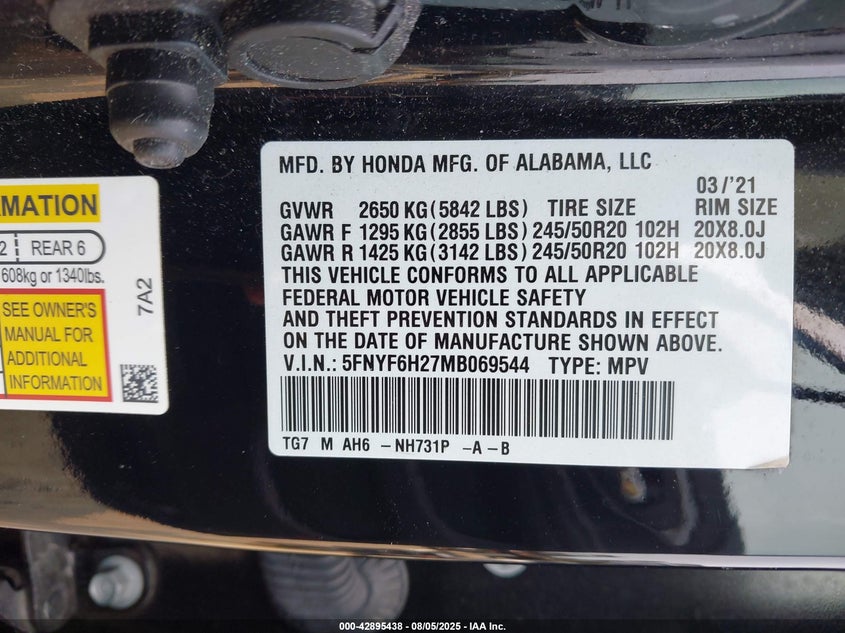 MFD. BY HONDA MFG. OF ALABAMA, LLC
03/'21
GVWR 2650 KG (5842 LBS) TIRE SIZE RIM SIZE
GAWR F 1295 KG (2855 LBS) 245/50R20 102H 20X8.0J
GAWR R 1425 KG (3142 LBS) 245/50R20 102H 20X8.0J
THIS VEHICLE CONFORMS TO ALL APPLICABLE
FEDERAL MOTOR VEHICLE SAFETY
AND THEFT PREVENTION STANDARDS IN EFFECT
ON THE DATE OF MANUFACTURE SHOWN ABOVE.
V.I.N.: 5FNYF6H27MB069544 TYPE: MPV
TG7 M AH6 -NH731P -A-B
MATION
2 REAR 6
608kg or 1340lbs.
SEE OWNER'S
MANUAL FOR
ADDITIONAL
INFORMATION
7A2
000-42895438 - 08/05/2025 - IAA Inc.